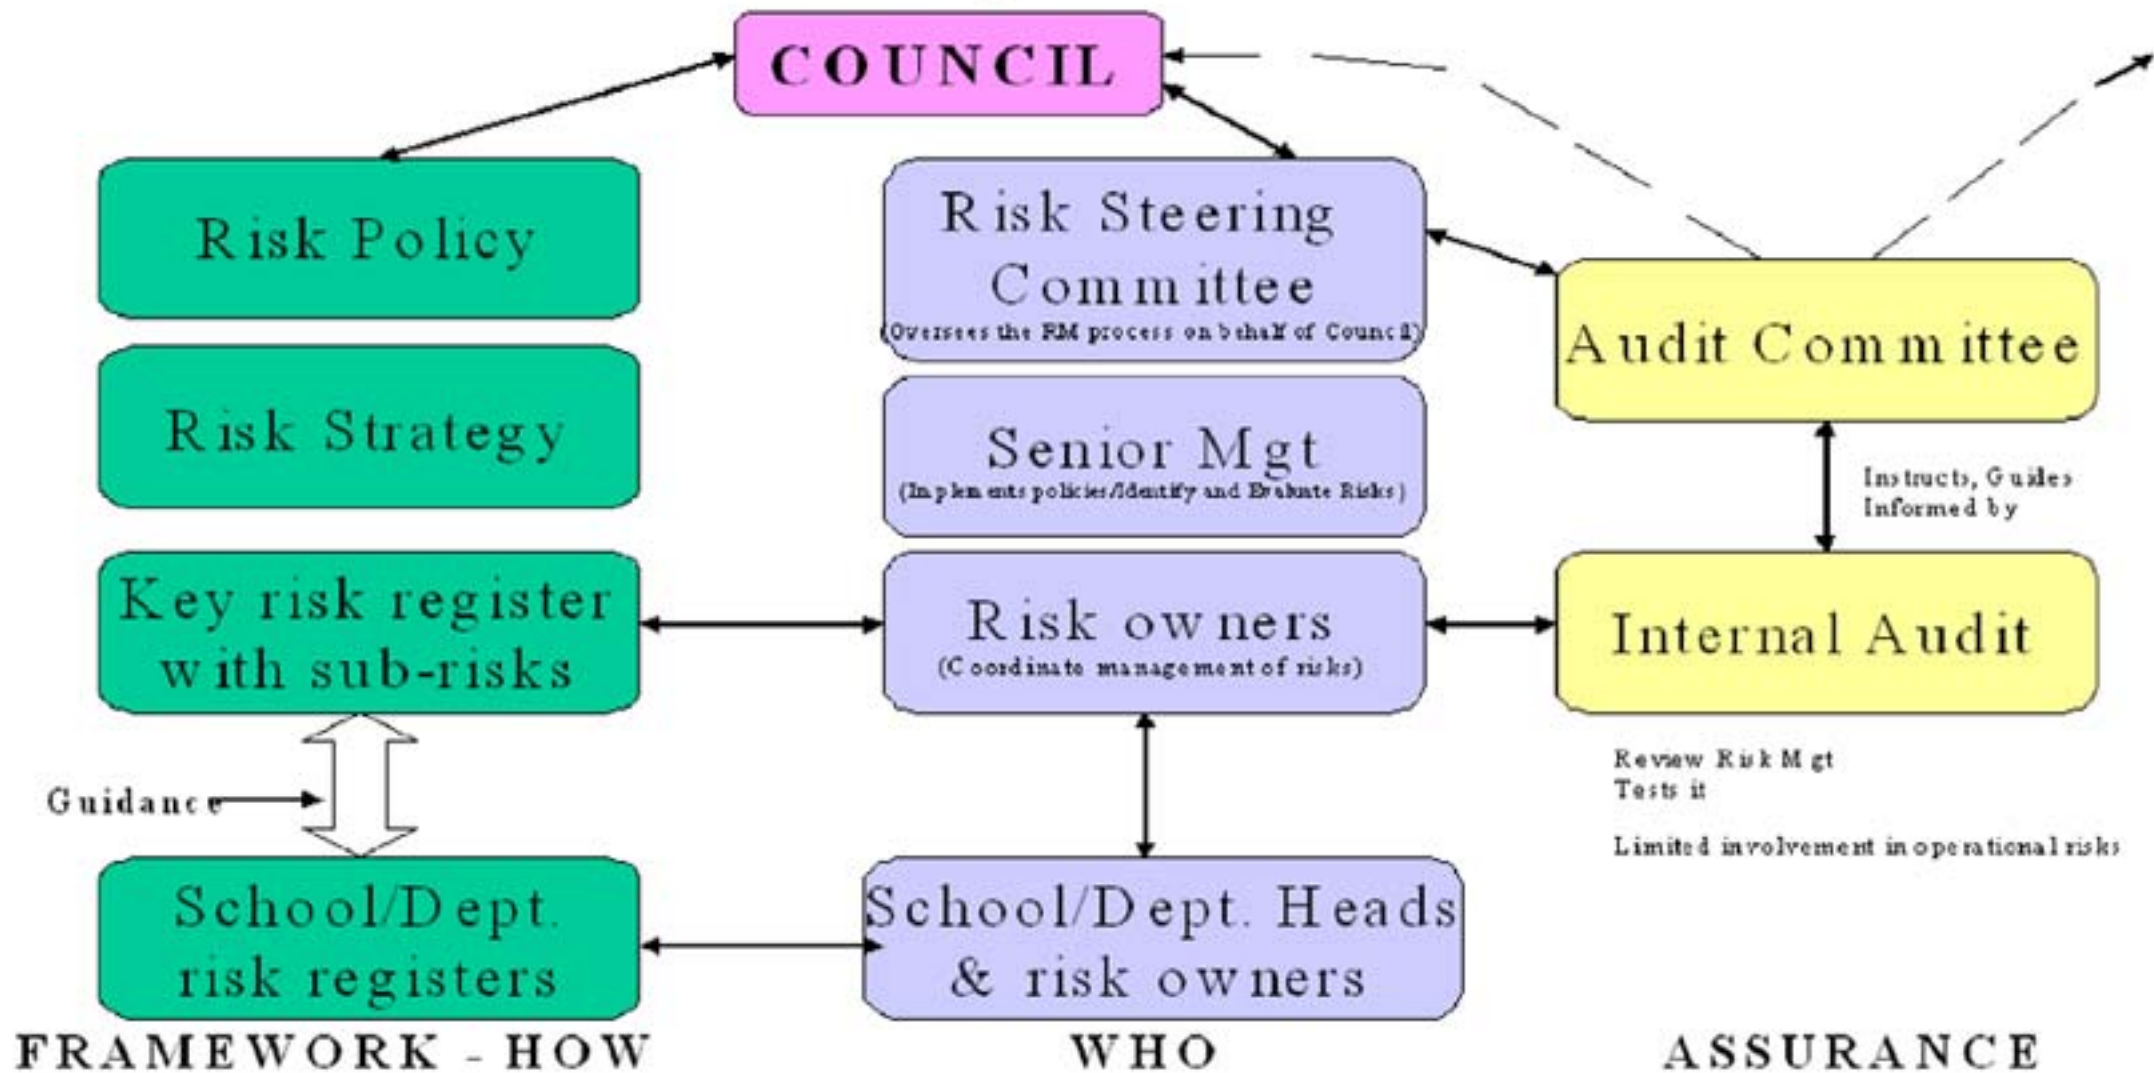 COUNCIL
Risk Policy
Risk Strategy
Key risk register
with sub-risks
Guidance
School/Dept.
risk registers
FRAMEWORK - HOW
Risk Steering
Committee
(Oversees the RM process on behalf of Council)
Senior Mgt
(Implements policies/Identify and Evaluate Risks)
Risk owners
(Coordinate management of risks)
School/Dept. Heads
& risk owners
WHO
Audit Committee
Instructs, Guides
Informed by
Internal Audit
Review Risk Mgt
Tests it
Limited involvement in operational risks
ASSURANCE